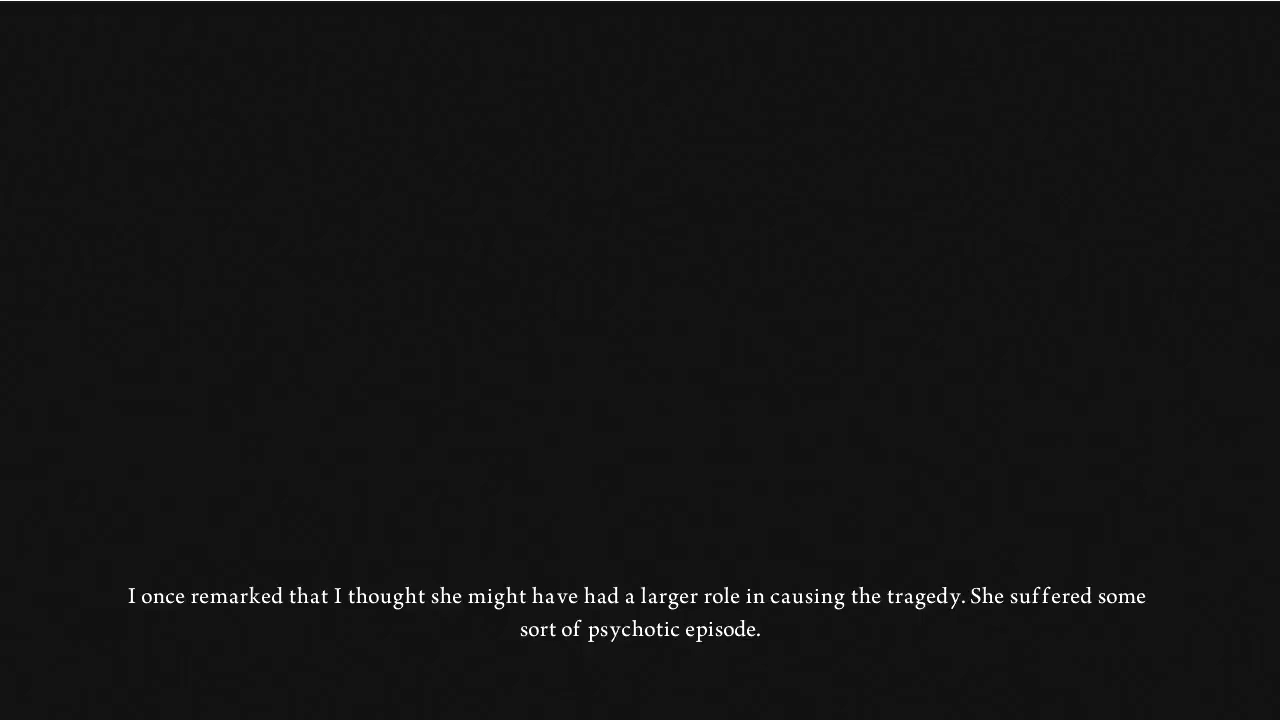 I once remarked that I thought she might have had a larger role in causing the tragedy. She suffered some
sort of psychotic episode.